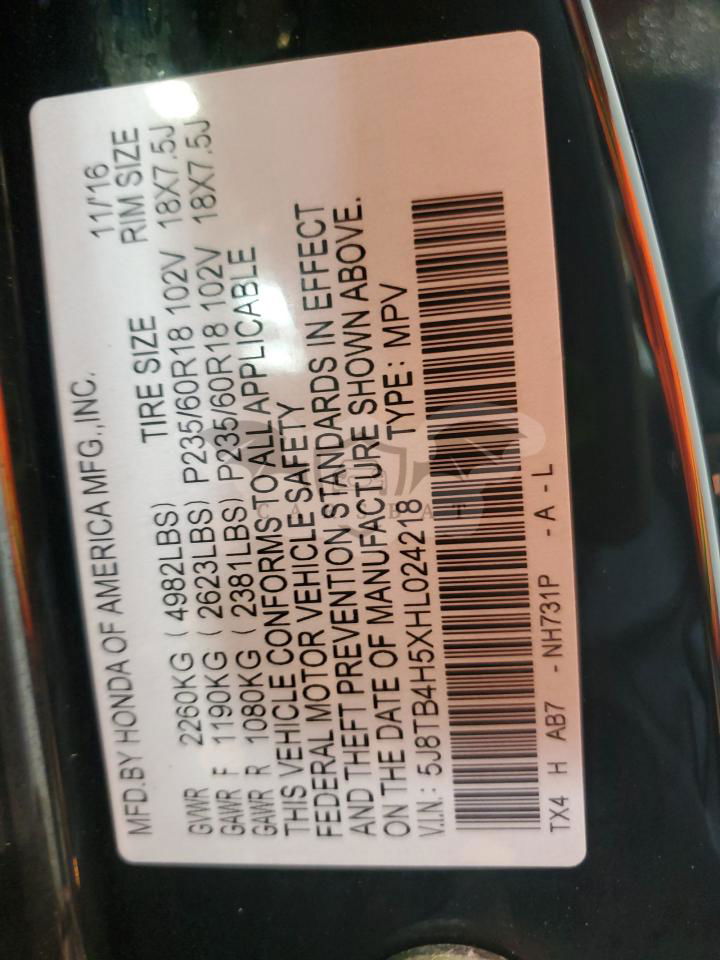 MFD.BY HONDA OF AMERICA MFG.,INC. 11/'16
TIRE SIZE RIM SIZE
GVWR 2260KG ( 4982LBS)
GAWR F 1190KG ( 2623LBS) P235/60R18 102V 18X7.5J
GAWR R 1080KG ( 2381LBS) P235/60R18 102V 18X7.5J
THIS VEHICLE CONFORMS TO ALL APPLICABLE
FEDERAL MOTOR VEHICLE SAFETY
AND THEFT PREVENTION STANDARDS IN EFFECT
ON THE DATE OF MANUFACTURE SHOWN ABOVE.
V.I.N.: 5J8TB4H5XHL024218 TYPE: MPV
TX4 H AB7 - NH731P - A - L